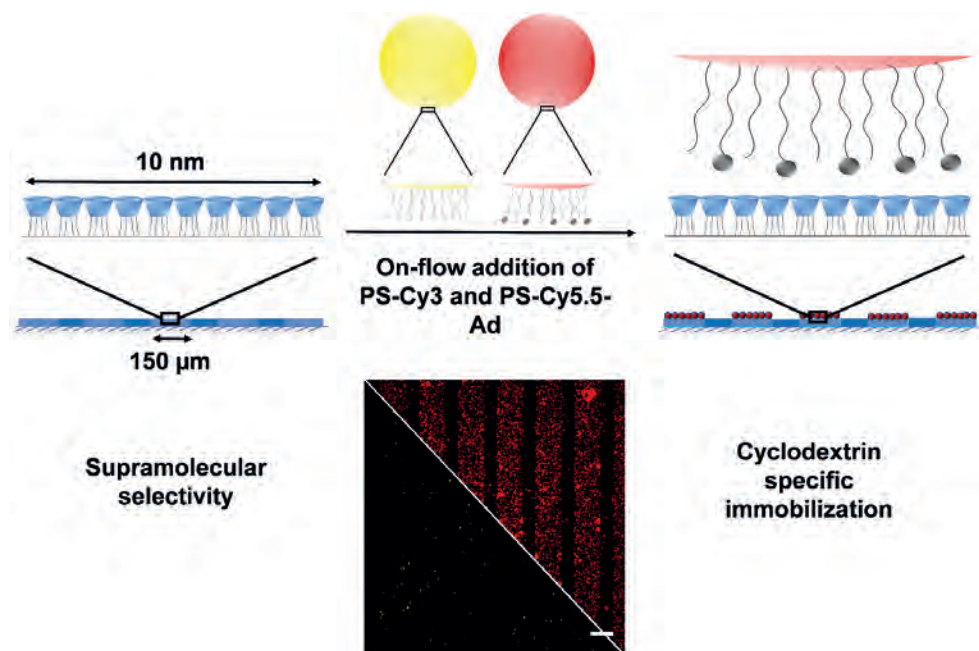 10 nm
150 µm
On-flow addition of
PS-Cy3 and PS-Cy5.5-
Ad
Supramolecular
selectivity
Cyclodextrin
specific
immobilization